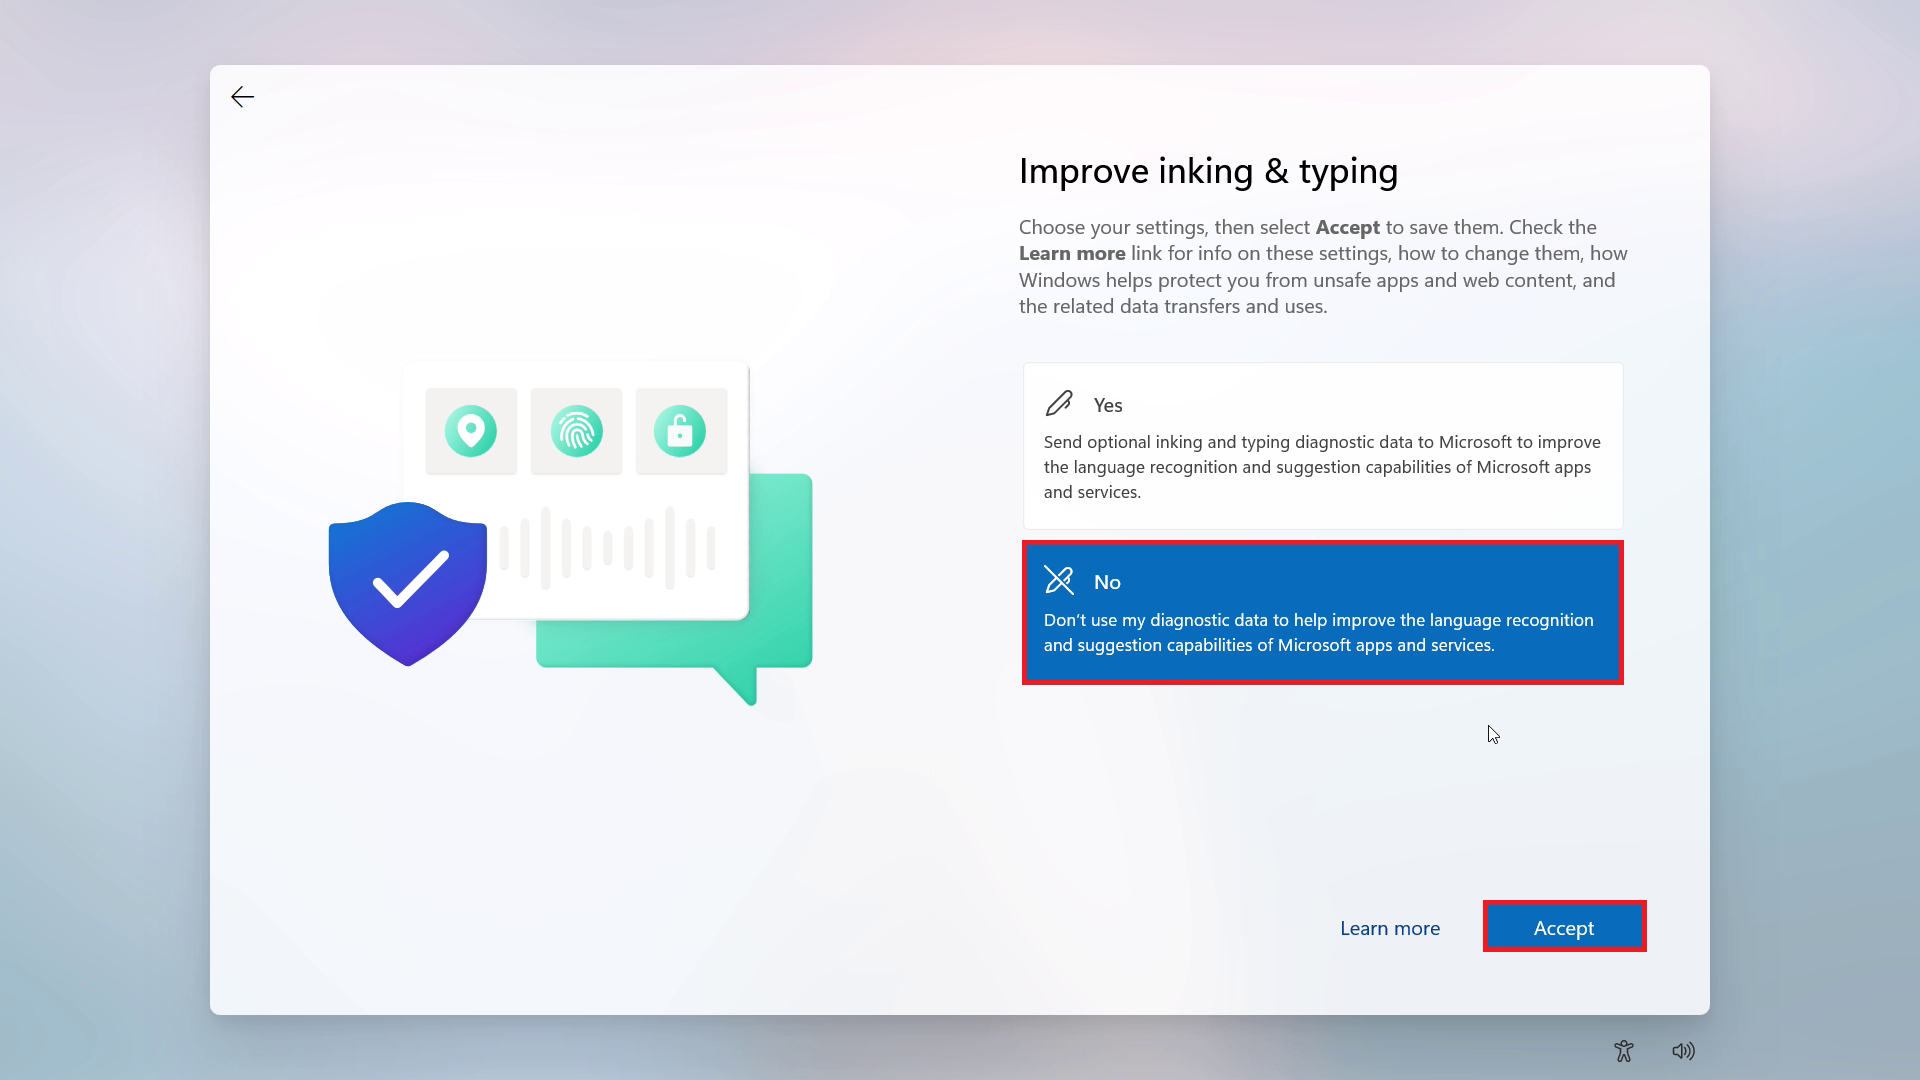 Improve inking & typing
Choose your settings, then select Accept to save them. Check the
Learn more link for info on these settings, how to change them, how
Windows helps protect you from unsafe apps and web content, and
the related data transfers and uses.
Yes
Send optional inking and typing diagnostic data to Microsoft to improve
the language recognition and suggestion capabilities of Microsoft apps
and services.
No
Don’t use my diagnostic data to help improve the language recognition
and suggestion capabilities of Microsoft apps and services.
Learn more
Accept